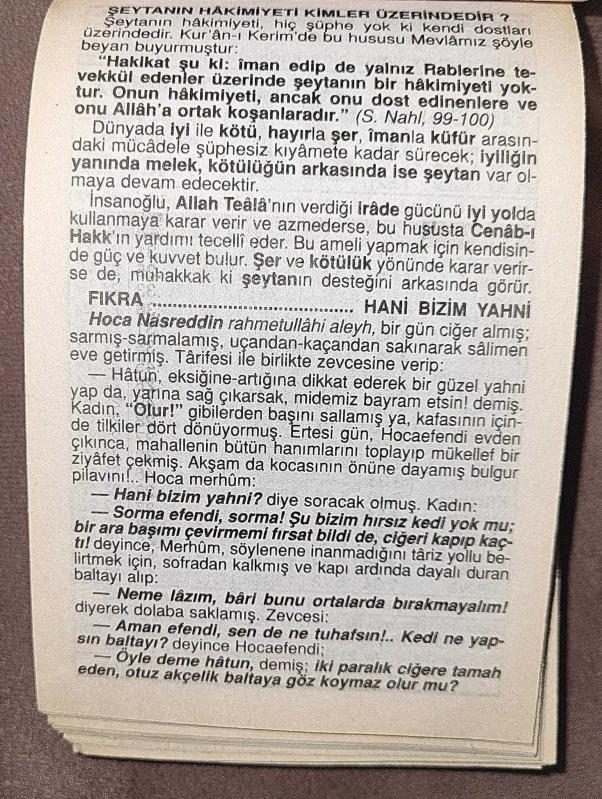 ŞEYTANIN HÂKİMİYETİ KİMLER ÜZERİNDEDİR ?
Şeytanın hâkimiyeti, hiç şüphe yok ki kendi dostları
üzerindedir. Kur'ân-ı Kerim'de bu hususu Mevlâmız şöyle
beyan buyurmuştur:
“Hakikat şu ki: îman edip de yalnız Rablerine te-
vekkül edenler üzerinde şeytanın bir hâkimiyeti yok-
tur. Onun hâkimiyeti, ancak onu dost edinenlere ve
onu Allâh'a ortak koşanlaradır.” (S. Nahl, 99-100)
Dünyada iyi ile kötü, hayırla şer, îmanla küfür arasın-
daki mücâdele şüphesiz kıyâmete kadar sürecek; iyiliğin
yanında melek, kötülüğün arkasında ise şeytan var ol-
maya devam edecektir.
İnsanoğlu, Allah Teâlâ'nın verdiği irâde gücünü iyi yolda
kullanmaya karar verir ve azmederse, bu hususta Cenâb-ı
Hakk'ın yardımı tecellî eder. Bu ameli yapmak için kendisin-
de güç ve kuvvet bulur. Şer ve kötülük yönünde karar verir-
se de, muhakkak ki şeytanın desteğini arkasında görür.
FIKRA .................................... HANİ BİZİM YAHNİ
Hoca Nasreddin rahmetullâhi aleyh, bir gün ciğer almış;
sarmış-sarmalamış, uçandan-kaçandan sakınarak sâlimen
eve getirmiş. Târifesi ile birlikte zevcesine verip:
— Hâtun, eksiğine-artığına dikkat ederek bir güzel yahni
yap da, yarına sağ çıkarsak, midemiz bayram etsin! demiş.
Kadın, “Olur!” gibilerden başını sallamış ya, kafasının için-
de tilkiler dört dönüyormuş. Ertesi gün, Hocaefendi evden
çıkınca, mahallenin bütün hanımlarını toplayıp mükellef bir
ziyâfet çekmiş. Akşam da kocasının önüne dayamış bulgur
pilavını!.. Hoca merhûm:
— Hani bizim yahni? diye soracak olmuş. Kadın:
— Sorma efendi, sorma! Şu bizim hırsız kedi yok mu;
bir ara başımı çevirmemi fırsat bildi de, ciğeri kapıp kaç-
tı! deyince, Merhûm, söylenene inanmadığını târiz yollu be-
lirtmek için, sofradan kalkmış ve kapı ardında dayalı duran
baltayı alıp:
— Neme lâzım, bâri bunu ortalarda bırakmayalım!
diyerek dolaba saklamış. Zevcesi:
— Aman efendi, sen de ne tuhafsın!.. Kedi ne yap-
sın baltayı? deyince Hocaefendi;
— Öyle deme hâtun, demiş; iki paralık ciğere tamah
eden, otuz akçelik baltaya göz koymaz olur mu?